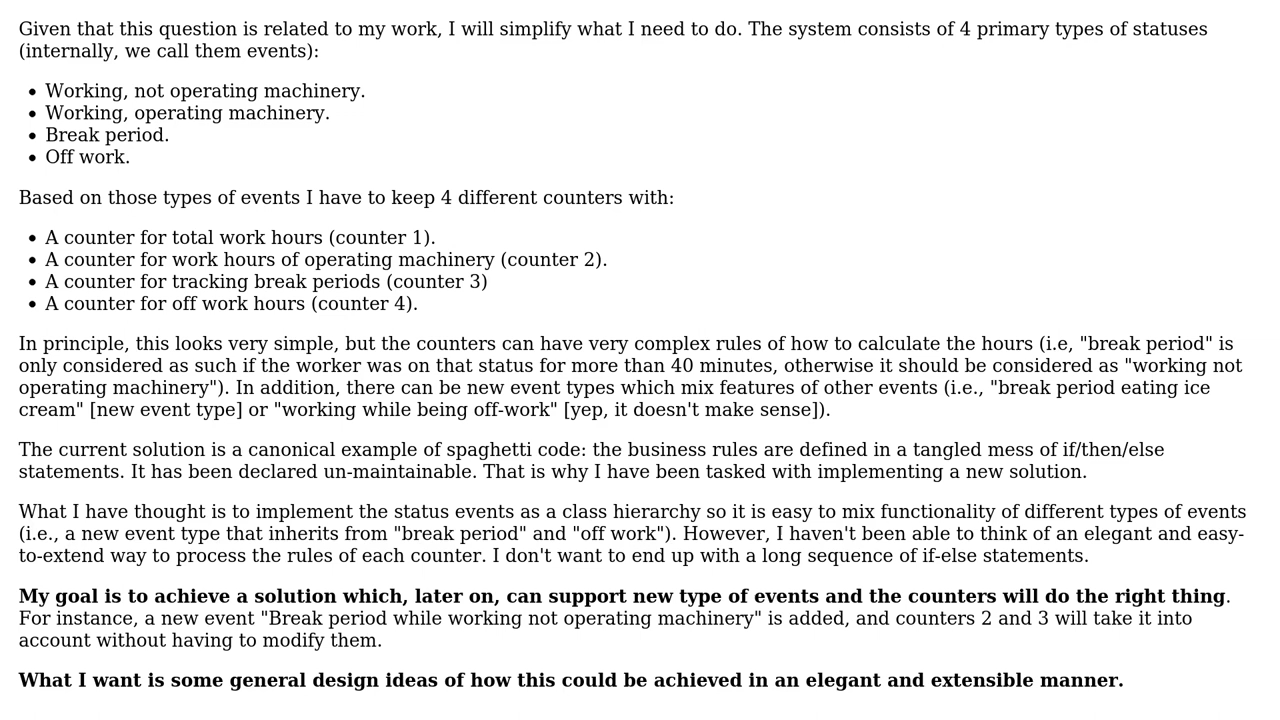 Given that this question is related to my work, I will simplify what I need to do. The system consists of 4 primary types of statuses
(internally, we call them events):
• Working, not operating machinery.
• Working, operating machinery.
• Break period.
• Off work.
Based on those types of events I have to keep 4 different counters with:
• A counter for total work hours (counter 1).
• A counter for work hours of operating machinery (counter 2).
• A counter for tracking break periods (counter 3)
• A counter for off work hours (counter 4).
In principle, this looks very simple, but the counters can have very complex rules of how to calculate the hours (i.e, "break period" is
only considered as such if the worker was on that status for more than 40 minutes, otherwise it should be considered as "working not
operating machinery"). In addition, there can be new event types which mix features of other events (i.e., "break period eating ice
cream" [new event type] or "working while being off-work" [yep, it doesn't make sense]).
The current solution is a canonical example of spaghetti code: the business rules are defined in a tangled mess of if/then/else
statements. It has been declared un-maintainable. That is why I have been tasked with implementing a new solution.
What I have thought is to implement the status events as a class hierarchy so it is easy to mix functionality of different types of events
(i.e., a new event type that inherits from "break period" and "off work"). However, I haven't been able to think of an elegant and easy-
to-extend way to process the rules of each counter. I don't want to end up with a long sequence of if-else statements.
My goal is to achieve a solution which, later on, can support new type of events and the counters will do the right thing.
For instance, a new event "Break period while working not operating machinery" is added, and counters 2 and 3 will take it into
account without having to modify them.
What I want is some general design ideas of how this could be achieved in an elegant and extensible manner.